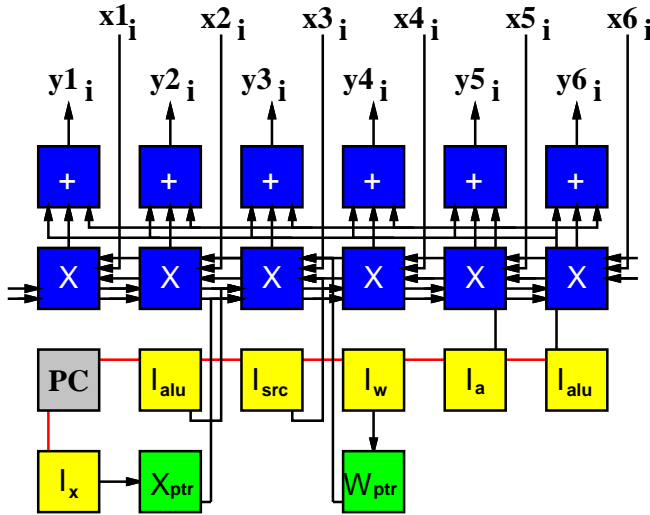 x1i x2i x3i x4i x5i x6i
y1i y2i y3i y4i y5i y6i
+ + + + + +
X X X X X X
PC Ialu Isrc Iw Ia Ialu
Ix Xptr Wptr